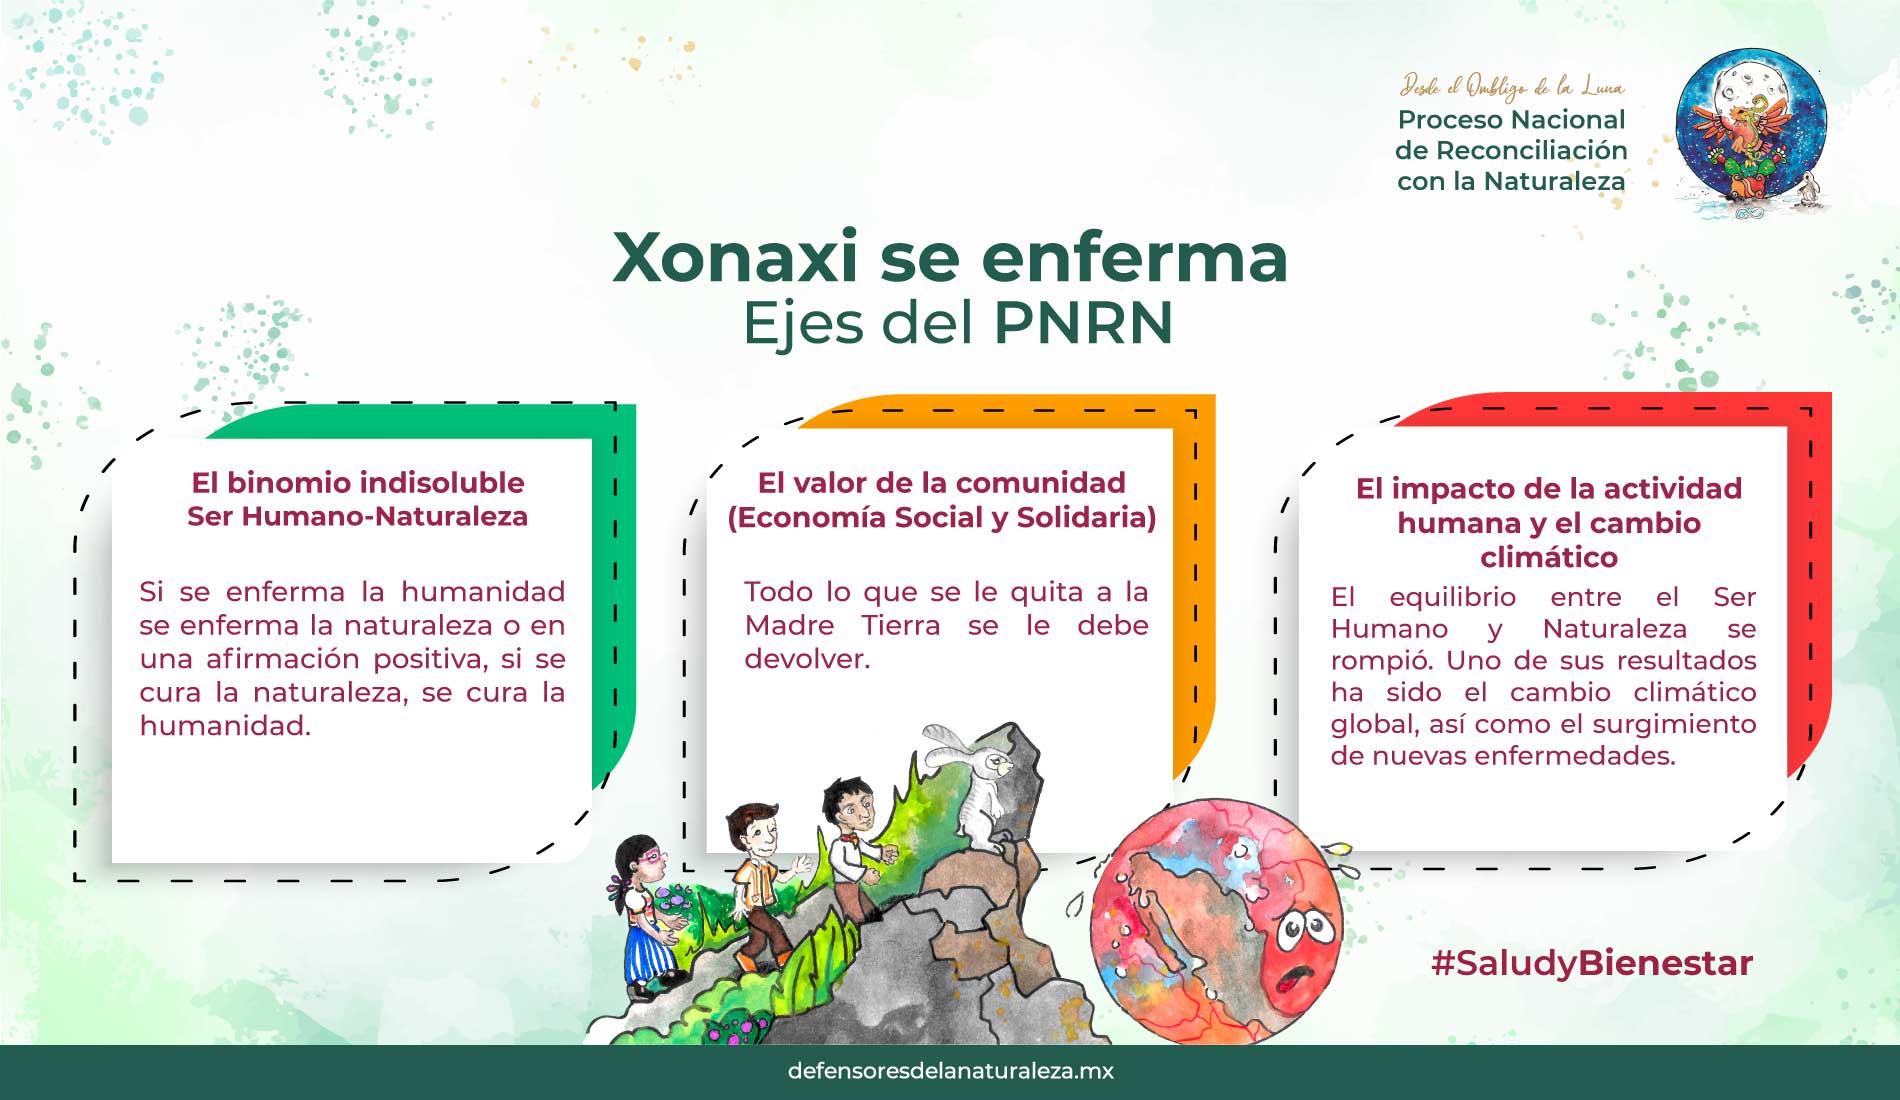 Desde el Ombligo de la Luna
Proceso Nacional
de Reconciliación
con la Naturaleza
Xonaxi se enferma
Ejes del PNRN
El binomio indisoluble
Ser Humano-Naturaleza
Si se enferma la humanidad
se enferma la naturaleza o en
una afirmación positiva, si se
cura la naturaleza, se cura la
humanidad.
El valor de la comunidad
(Economía Social y Solidaria)
Todo lo que se le quita a la
Madre Tierra se le debe
devolver.
El impacto de la actividad
humana y el cambio
climático
El equilibrio entre el Ser
Humano y Naturaleza se
rompió. Uno de sus resultados
ha sido el cambio climático
global, así como el surgimiento
de nuevas enfermedades.
#SaludyBienestar
defensoresdelanaturaleza.mx